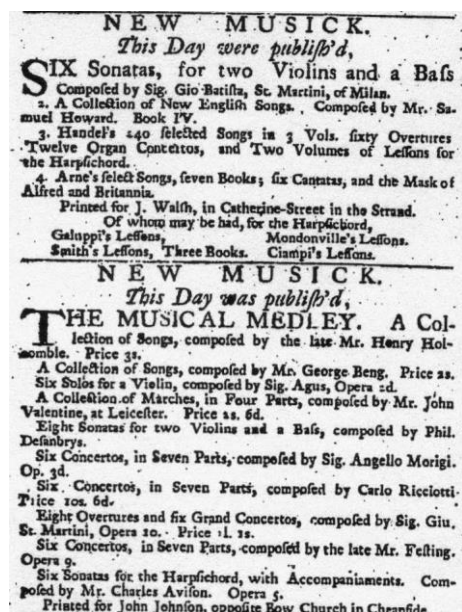 NEW MUSICK.
This Day were publiſh'd,
SIX Sonatas, for two Violins and a Baſs
Compoſed by Sig. Gio Batiſta, St. Martini, of Milan.
2. A Collection of New Engliſh Songs. Compoſed by Mr. Sa-
muel Howard. Book IV.
3. Handel's 240 ſelected Songs in 3 Vols. ſixty Overtures
Twelve Organ Concertos, and Two Volumes of Leſſons for
the Harpſichord.
4. Arne's ſelect Songs, ſeven Books; ſix Cantatas, and the Mask of
Alfred and Britannia.
Printed for J. Walſh, in Catherine-Street in the Strand.
Of whom may be had, for the Harpſichord,
Galuppi's Leſſons, Mondonville's Leſſons.
Smith's Leſſons, Three Books. Ciampi's Leſſons.
NEW MUSICK.
This Day was publiſh'd,
THE MUSICAL MEDLEY. A Col-
lection of Songs, compoſed by the late Mr. Henry Hol-
combe. Price 3s.
A Collection of Songs, compoſed by Mr. George Beng. Price 2s.
Six Solos for a Violin, compoſed by Sig. Agus, Opera 2d.
A Collection of Marches, in Four Parts, compoſed by Mr. John
Valentine, at Leiceſter. Price 2s. 6d.
Eight Sonatas for two Violins and a Baſs, compoſed by Phil.
Deſanbrys.
Six Concertos, in Seven Parts, compoſed by Sig. Angello Morigi.
Op. 3d.
Six Concertos, in Seven Parts, compoſed by Carlo Ricciotti.
Price 10s. 6d.
Eight Overtures and ſix Grand Concertos, compoſed by Sig. Giu.
St. Martini, Opera 10. Price 1l. 1s.
Six Concertos, in Seven Parts, compoſed by the late Mr. Feſting.
Opera 9.
Six Sonatas for the Harpſichord, with Accompaniaments. Com-
poſed by Mr. Charles Aviſon. Opera 5.
Printed for John Johnſon, oppoſite Bow Church in Cheapſide